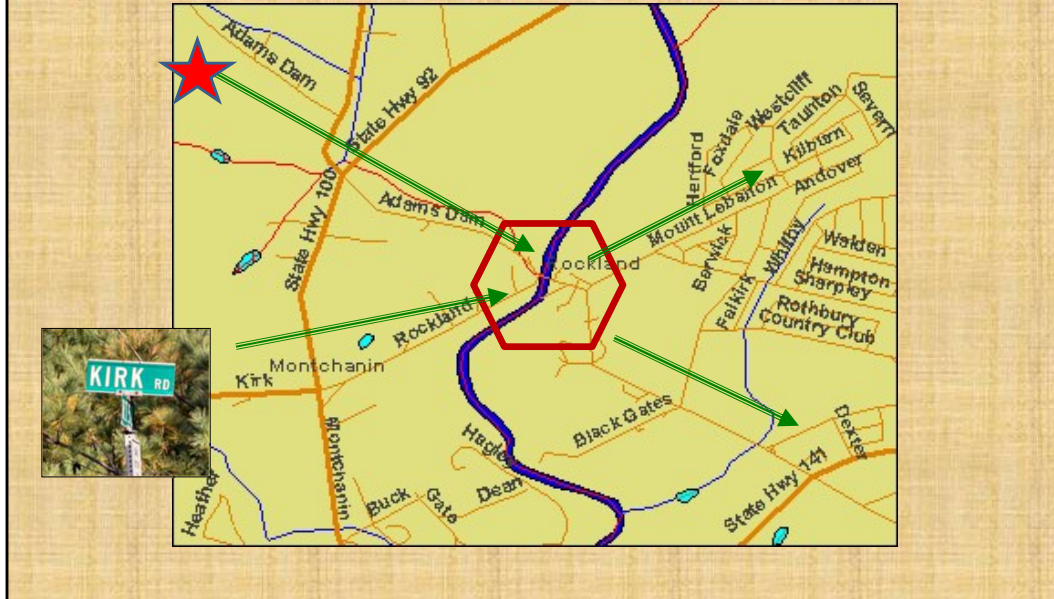 Adams Dam
State Hwy 92
State Hwy 100
Adams Dam
Hertford
Foxdale
Westcliff
Taunton
Severn
Kilburn
Andover
Mount Lebanon
Berwick
Whitby
Falkirk
Walden
Hampton
Sharpley
Rothbury
Country Club
Rockland
Rockland
Montchanin
Kirk
KIRK RD
Montchanin
Heather
Buck
Gate
Dean
Hagley
Black Gates
State Hwy 141
Dexter